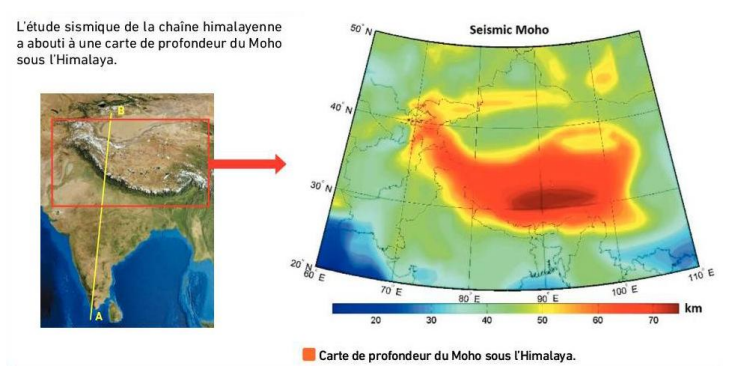 L'étude sismique de la chaîne himalayenne
a abouti à une carte de profondeur du Moho
sous l'Himalaya.
B
A
Seismic Moho
50° N
40° N
30° N
20° N
60° E
70° E
80° E
90° E
100° E
110° E
20 30 40 50 60 70 km
Carte de profondeur du Moho sous l'Himalaya.